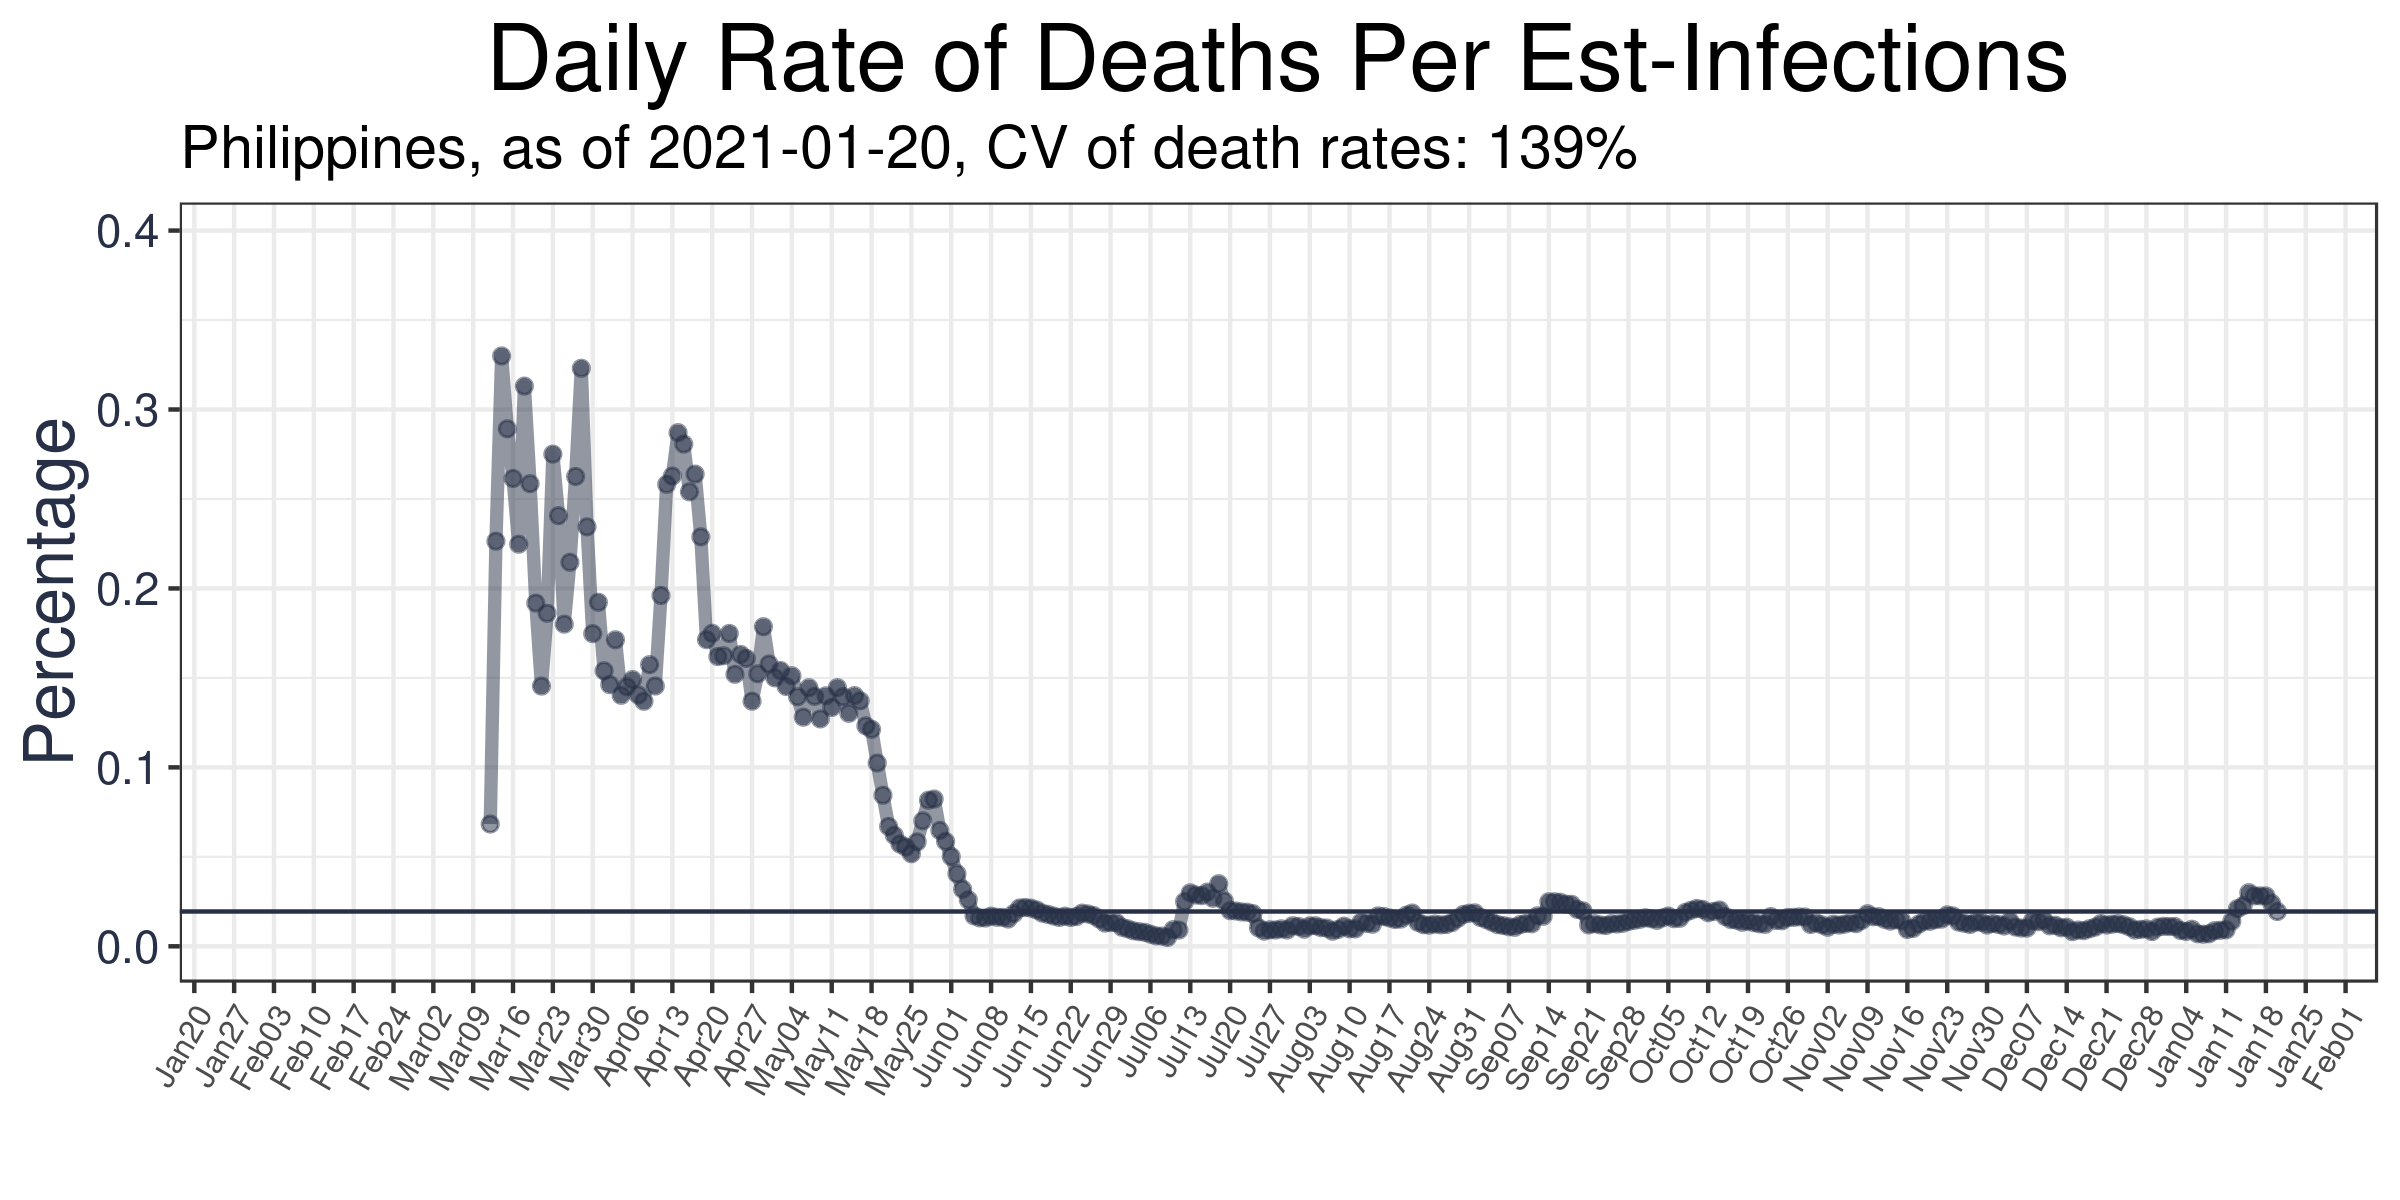 Daily Rate of Deaths Per Est-Infections
Philippines, as of 2021-01-20, CV of death rates: 139%
Percentage
0.4
0.3
0.2
0.1
0.0
Jan20
Jan27
Feb03
Feb10
Feb17
Feb24
Mar02
Mar09
Mar16
Mar23
Mar30
Apr06
Apr13
Apr20
Apr27
May04
May11
May18
May25
Jun01
Jun08
Jun15
Jun22
Jun29
Jul06
Jul13
Jul20
Jul27
Aug03
Aug10
Aug17
Aug24
Aug31
Sep07
Sep14
Sep21
Sep28
Oct05
Oct12
Oct19
Oct26
Nov02
Nov09
Nov16
Nov23
Nov30
Dec07
Dec14
Dec21
Dec28
Jan04
Jan11
Jan18
Jan25
Feb01